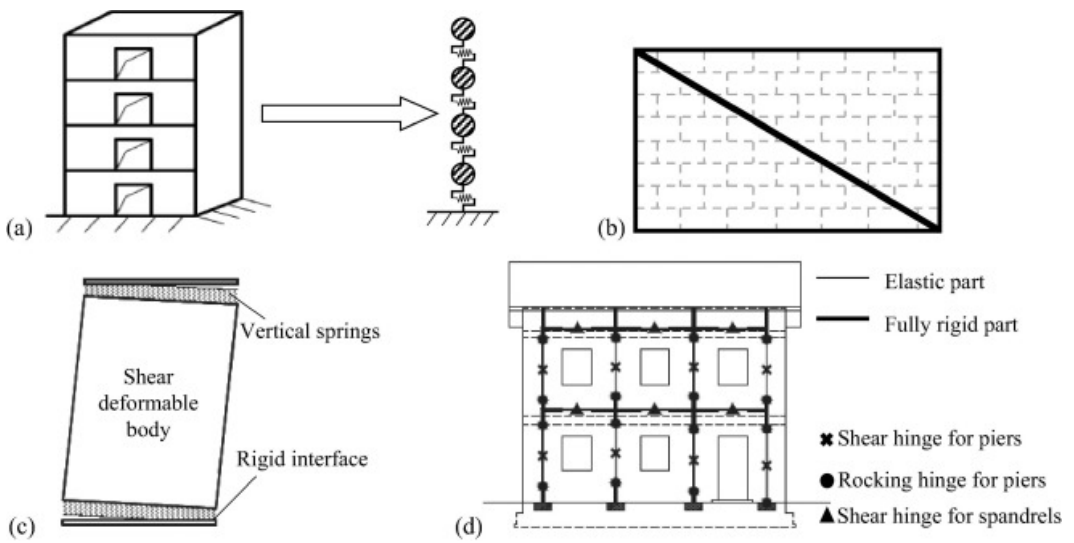 (a)
(b)
Vertical springs
Shear
deformable
body
Rigid interface
(c)
Elastic part
Fully rigid part
Shear hinge for piers
Rocking hinge for piers
Shear hinge for spandrels
(d)